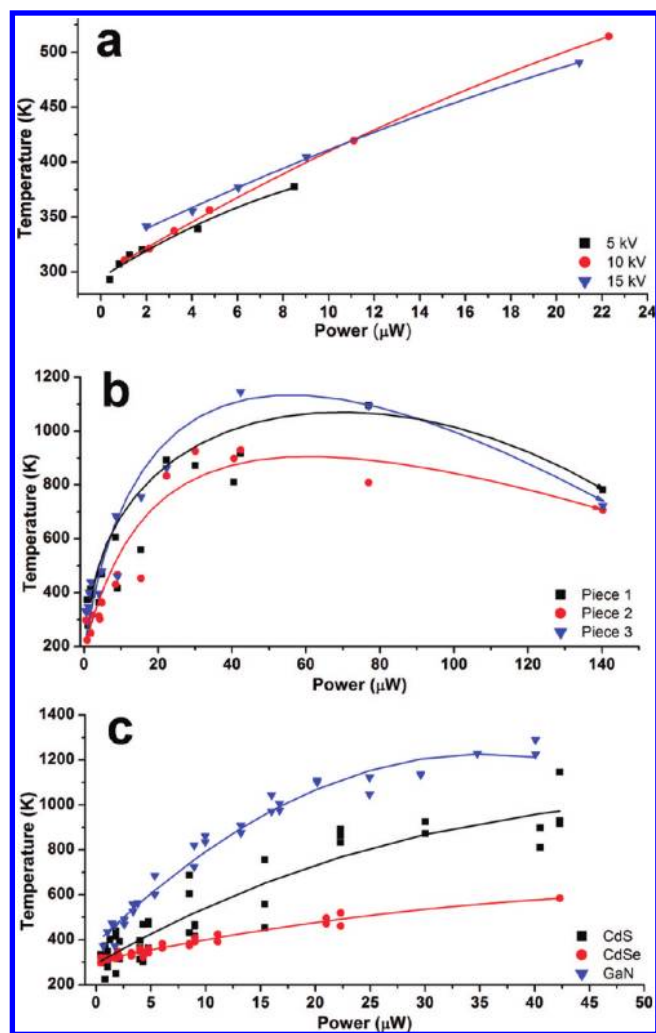 a
500
450
400
350
300
Temperature (K)
5 kV
10 kV
15 kV
0 2 4 6 8 10 12 14 16 18 20 22 24
Power (μW)
b
1200
1000
800
600
400
200
Temperature (K)
Piece 1
Piece 2
Piece 3
0 20 40 60 80 100 120 140
Power (μW)
c
1400
1200
1000
800
600
400
200
Temperature (K)
CdS
CdSe
GaN
0 5 10 15 20 25 30 35 40 45 50
Power (μW)